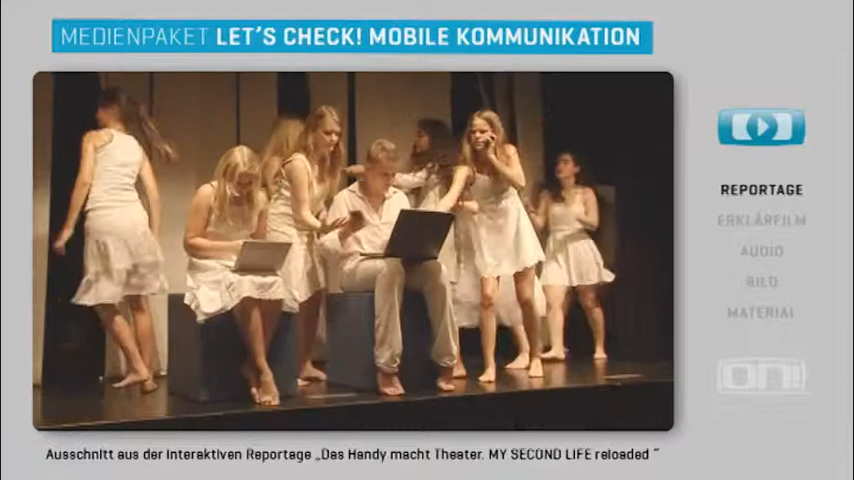 MEDIENPAKET LET'S CHECK! MOBILE KOMMUNIKATION
REPORTAGE
ERKLÄRFILM
AUDIO
BILD
MATERIAL
ON!
Ausschnitt aus der interaktiven Reportage „Das Handy macht Theater. MY SECOND LIFE reloaded "